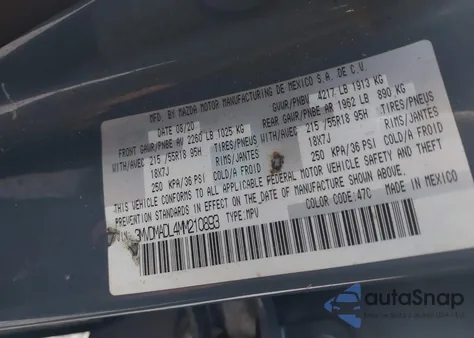 MFD. BY MAZDA MOTOR MANUFACTURING DE MEXICO S.A. DE C.V.
DATE 08/20 GVWR/PNBV 4217 LB 1913 KG
FRONT GAWR/PNBE AV 2260 LB 1025 KG REAR GAWR/PNBE AR 1962 LB 890 KG
WITH/AVEC 215/55R18 95H TIRES/PNEUS WITH/AVEC 215/55R18 95H TIRES/PNEUS
18X7J RIMS/JANTES 18X7J RIMS/JANTES
250 KPA/36 PSI COLD/A FROID 250 KPA/36 PSI COLD/A FROID
THIS VEHICLE CONFORMS TO ALL APPLICABLE FEDERAL MOTOR VEHICLE SAFETY AND THEFT
PREVENTION STANDARDS IN EFFECT ON THE DATE OF MANUFACTURE SHOWN ABOVE.
3MVDMADL4MM210893 TYPE:MPV COLOR CODE:47C MADE IN MEXICO
autoSnap